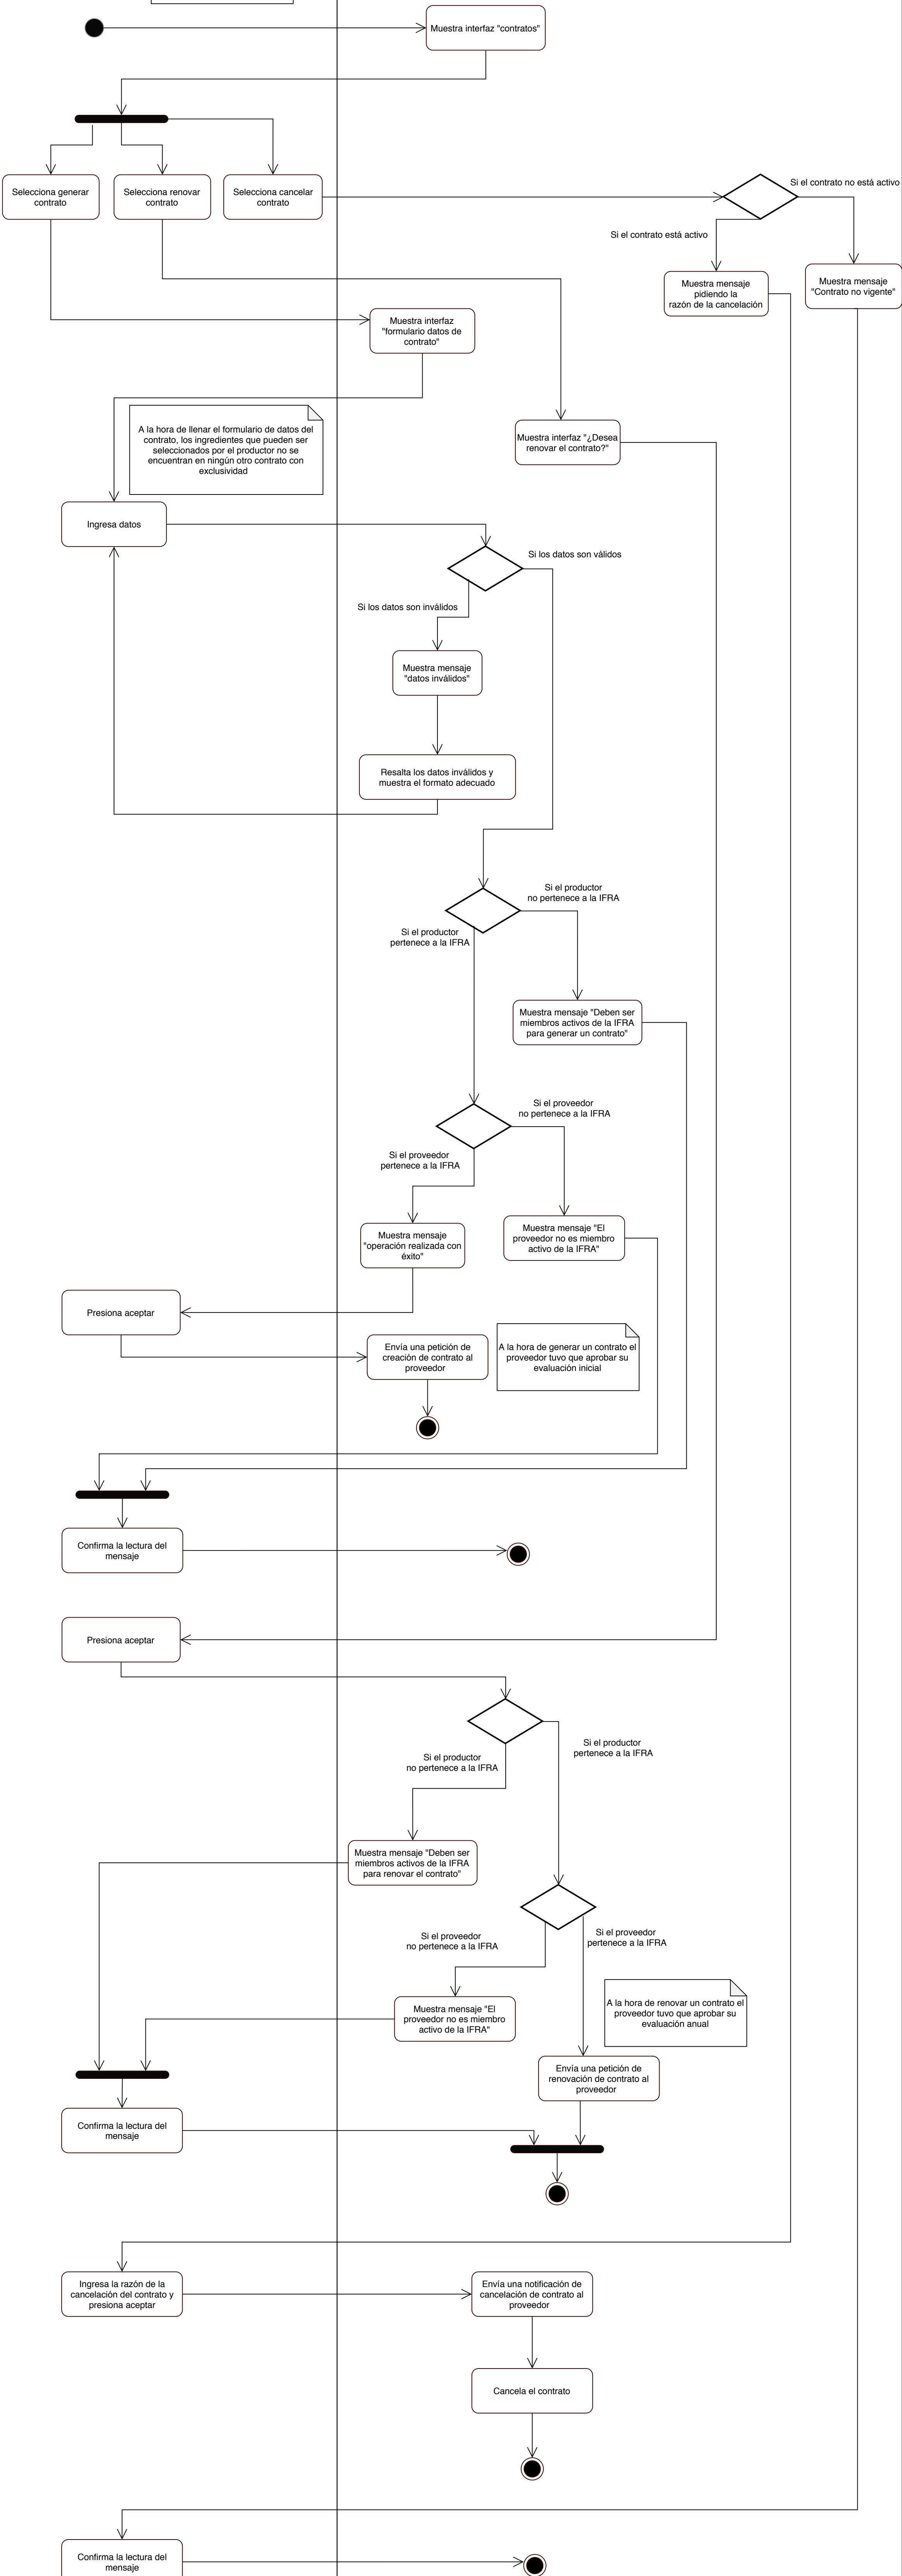 Muestra interfaz "contratos"
Selecciona generar
contrato
Selecciona renovar
contrato
Selecciona cancelar
contrato
Si el contrato no está activo
Si el contrato está activo
Muestra mensaje
pidiendo la
razón de la cancelación
Muestra mensaje
"Contrato no vigente"
Muestra interfaz
"formulario datos de
contrato"
A la hora de llenar el formulario de datos del
contrato, los ingredientes que pueden ser
seleccionados por el productor no se
encuentran en ningún otro contrato con
exclusividad
Muestra interfaz "¿Desea
renovar el contrato?"
Ingresa datos
Si los datos son válidos
Si los datos son inválidos
Muestra mensaje
"datos inválidos"
Resalta los datos inválidos y
muestra el formato adecuado
Si el productor
no pertenece a la IFRA
Si el productor
pertenece a la IFRA
Muestra mensaje "Deben ser
miembros activos de la IFRA
para generar un contrato"
Si el proveedor
no pertenece a la IFRA
Si el proveedor
pertenece a la IFRA
Muestra mensaje
"operación realizada con
éxito"
Muestra mensaje "El
proveedor no es miembro
activo de la IFRA"
Presiona aceptar
Envía una petición de
creación de contrato al
proveedor
A la hora de generar un contrato el
proveedor tuvo que aprobar su
evaluación inicial
Confirma la lectura del
mensaje
Presiona aceptar
Si el productor
pertenece a la IFRA
Si el productor
no pertenece a la IFRA
Muestra mensaje "Deben ser
miembros activos de la IFRA
para renovar el contrato"
Si el proveedor
no pertenece a la IFRA
Si el proveedor
pertenece a la IFRA
Muestra mensaje "El
proveedor no es miembro
activo de la IFRA"
A la hora de renovar un contrato el
proveedor tuvo que aprobar su
evaluación anual
Envía una petición de
renovación de contrato al
proveedor
Confirma la lectura del
mensaje
Ingresa la razón de la
cancelación del contrato y
presiona aceptar
Envía una notificación de
cancelación de contrato al
proveedor
Cancela el contrato
Confirma la lectura del
mensaje